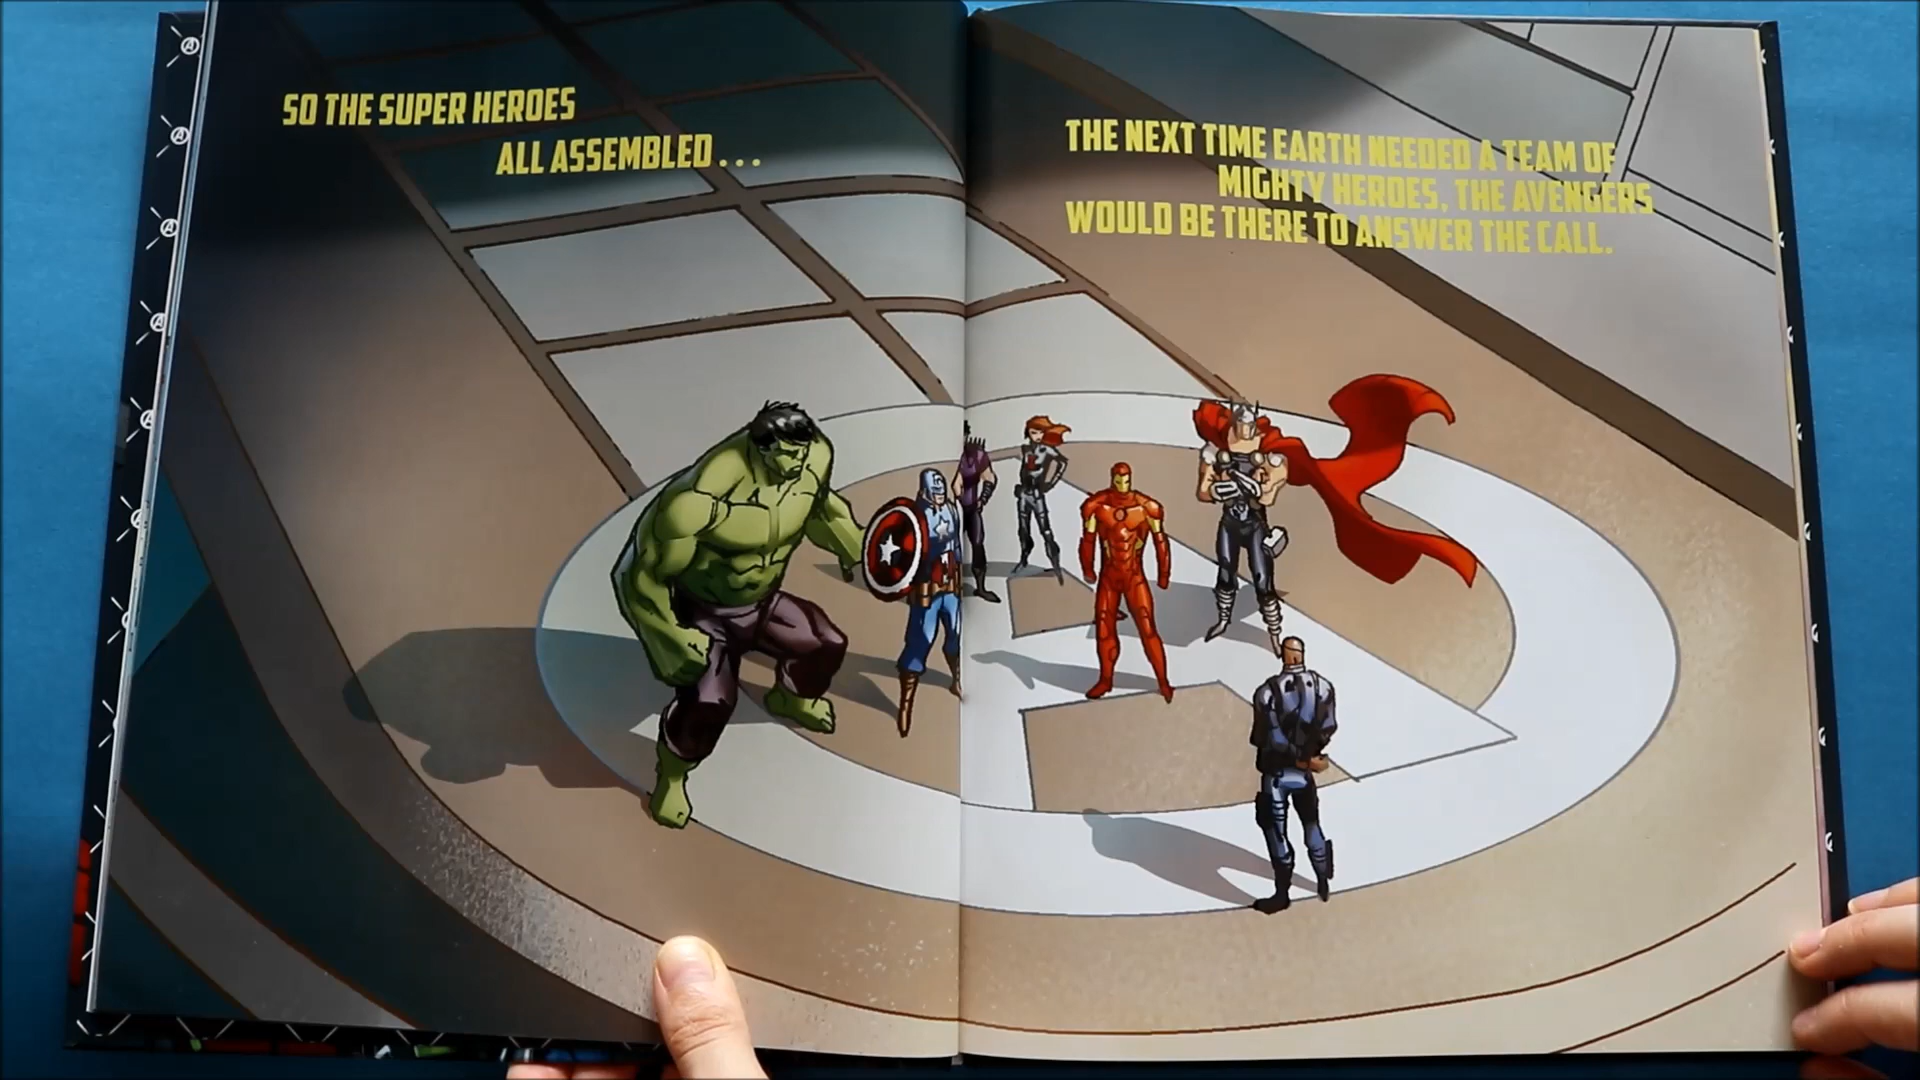 SO THE SUPER HEROES
ALL ASSEMBLED...
THE NEXT TIME EARTH NEEDED A TEAM OF
MIGHTY HEROES, THE AVENGERS
WOULD BE THERE TO ANSWER THE CALL.